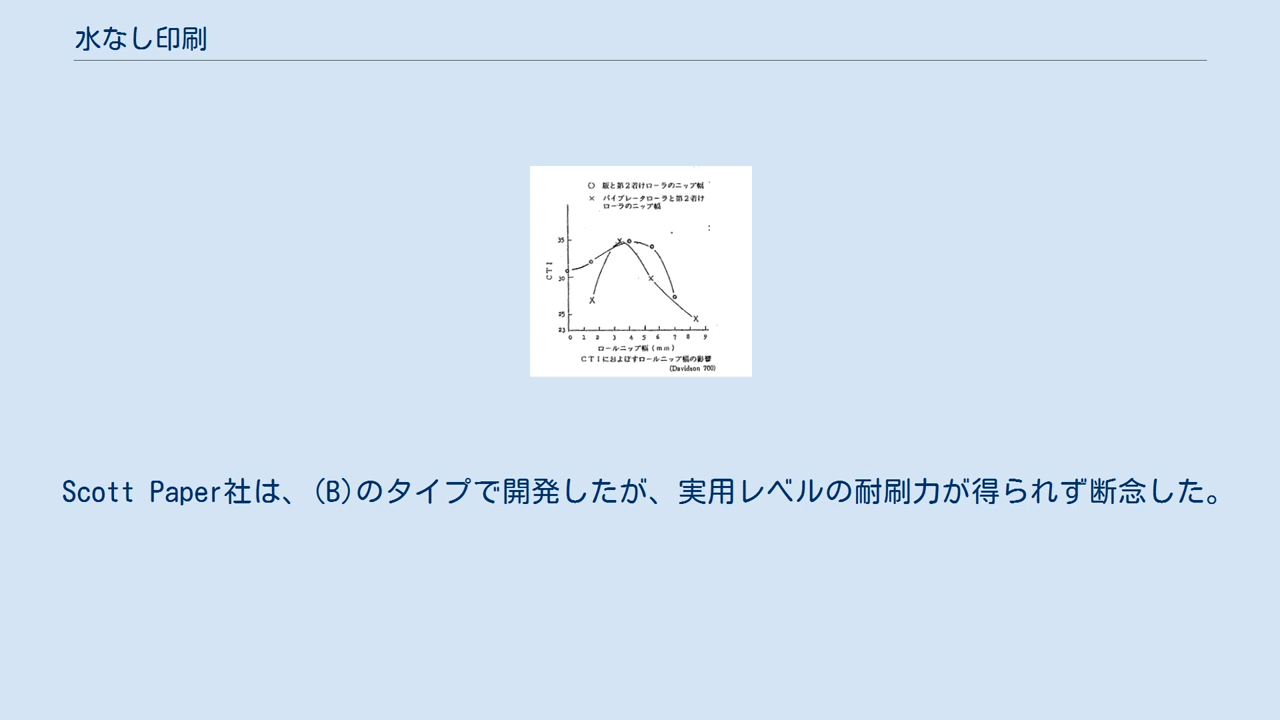 水なし印刷
○ 版と第2着けローラのニップ幅
× バイブレータローラと第2着け
ローラのニップ幅
35
CTI
30
25
23
0 1 2 3 4 5 6 7 8 9
ロールニップ幅(mm)
CTIにおよぼすロールニップ幅の影響
(Davidson 700)
Scott Paper社は、(B)のタイプで開発したが、実用レベルの耐刷力が得られず断念した。